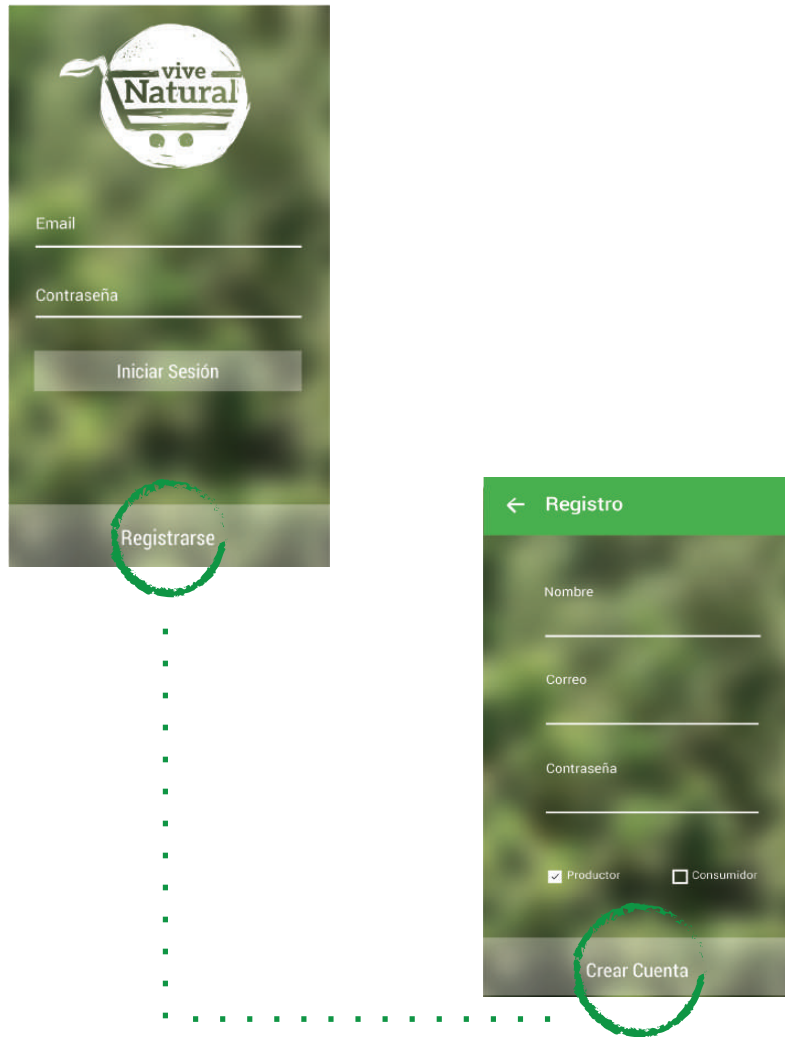 vive
Natural
Email
Contraseña
Iniciar Sesión
Registrarse
Registro
Nombre
Correo
Contraseña
Productor
Consumidor
Crear Cuenta